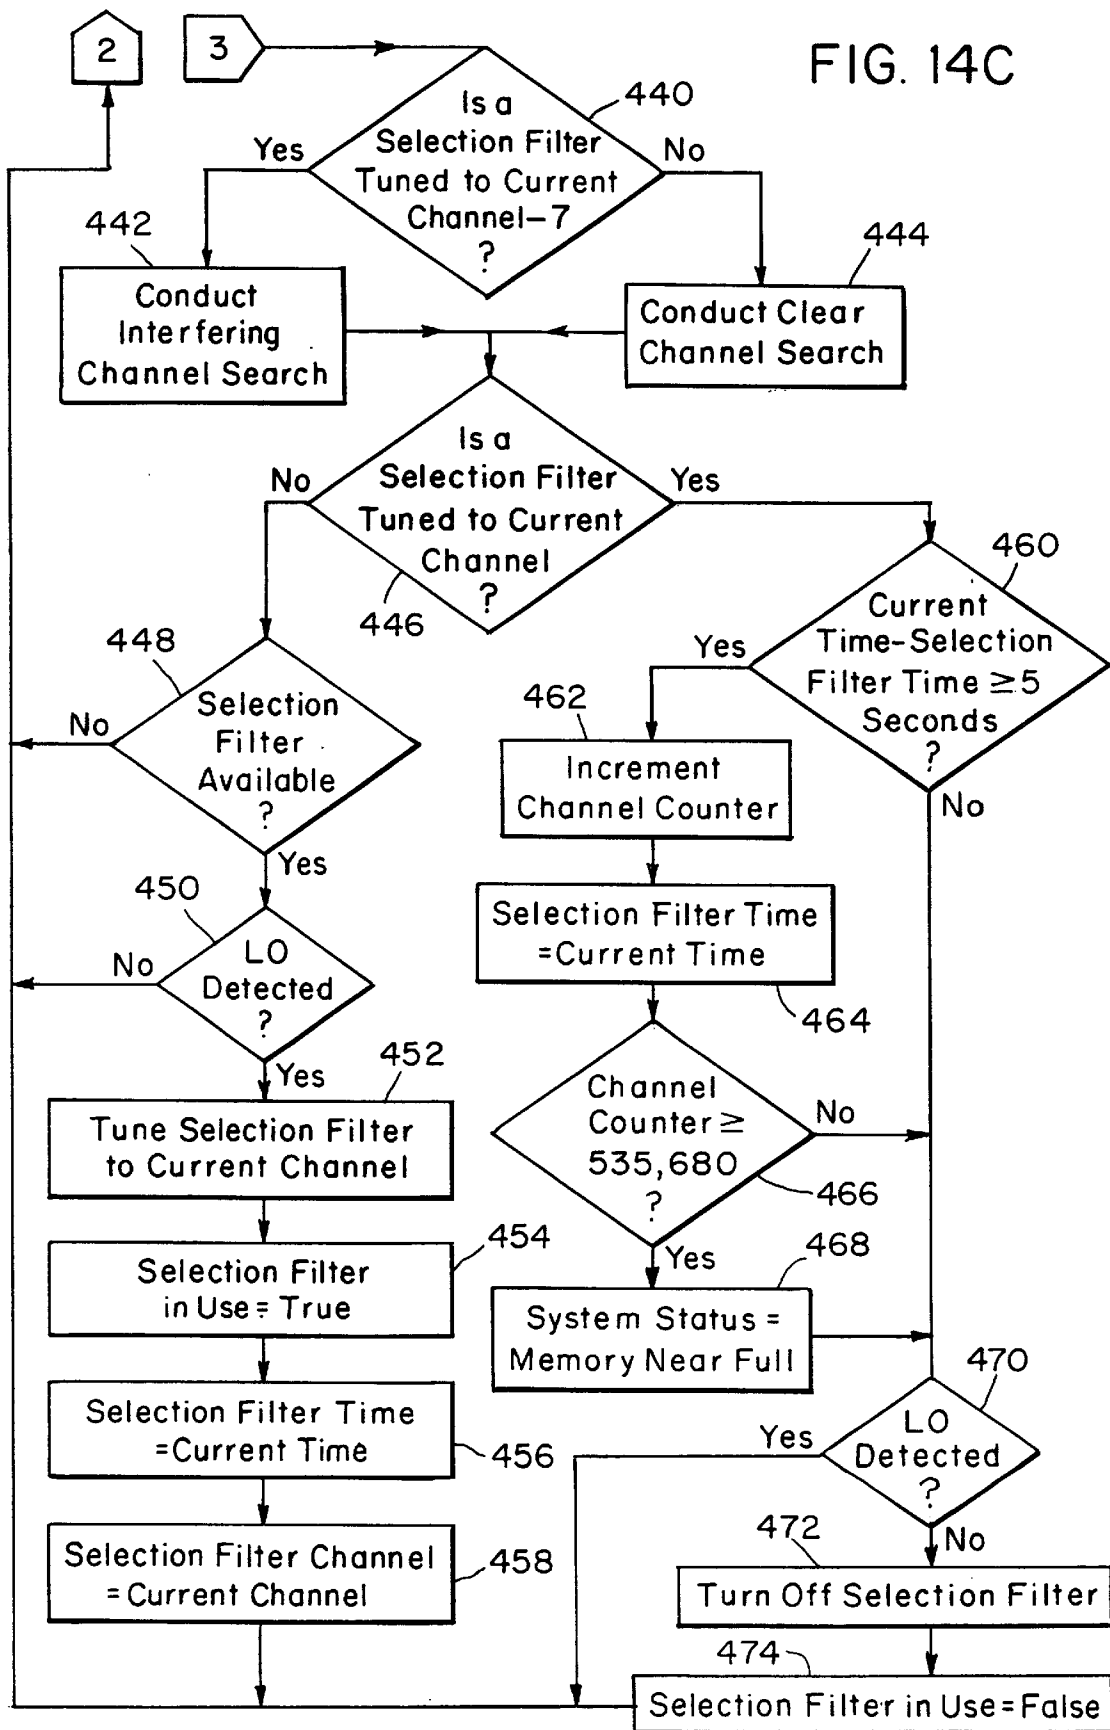 2
3
FIG. 14C
440
Is a
Selection Filter
Tuned to Current
Channel-7
?
Yes
No
442
Conduct
Interfering
Channel Search
444
Conduct Clear
Channel Search
Is a
Selection Filter
Tuned to Current
Channel
?
No
Yes
446
448
Selection
Filter
Available
?
No
Yes
450
LO
Detected
?
No
Yes
452
Tune Selection Filter
to Current Channel
454
Selection Filter
in Use = True
Selection Filter Time
=Current Time
456
Selection Filter Channel
= Current Channel
458
460
Current
Time-Selection
Filter Time ≥5
Seconds
?
Yes
No
462
Increment
Channel Counter
Selection Filter Time
=Current Time
464
Channel
Counter ≥
535,680
?
No
466
Yes
468
System Status =
Memory Near Full
470
LO
Detected
?
Yes
No
472
Turn Off Selection Filter
474
Selection Filter in Use=False